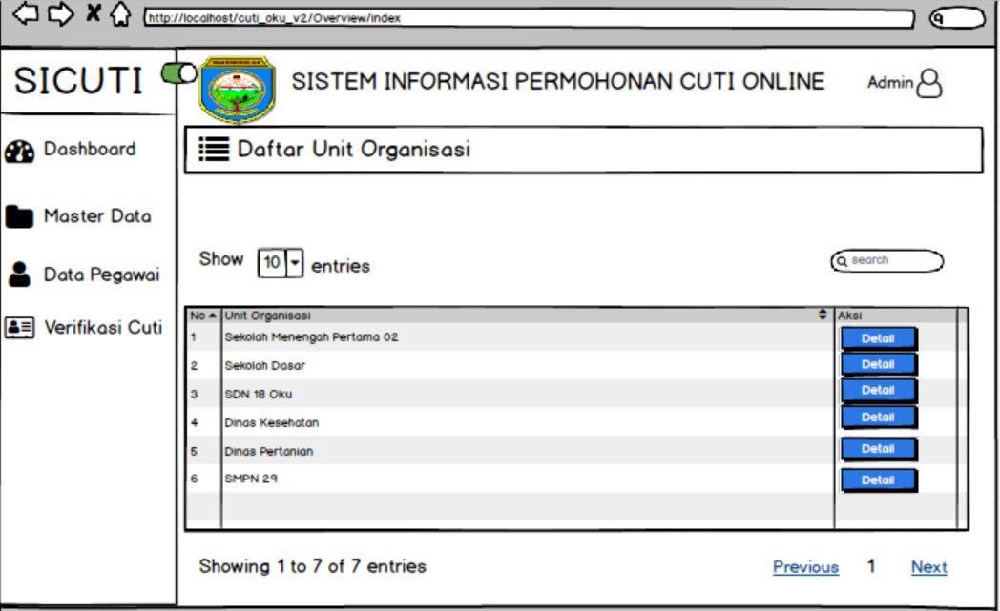 http://localhost/cuti_oku_v2/Overview/index
SICUTI
SISTEM INFORMASI PERMOHONAN CUTI ONLINE
Admin
Dashboard
Master Data
Data Pegawai
Verifikasi Cuti
Daftar Unit Organisasi
Show 10 entries
search
No Unit Organisasi Aksi
1 Sekolah Menengah Pertama 02 Detail
2 Sekolah Dasar Detail
3 SDN 18 Oku Detail
4 Dinas Kesehatan Detail
5 Dinas Pertanian Detail
6 SMPN 29 Detail
Showing 1 to 7 of 7 entries
Previous 1 Next